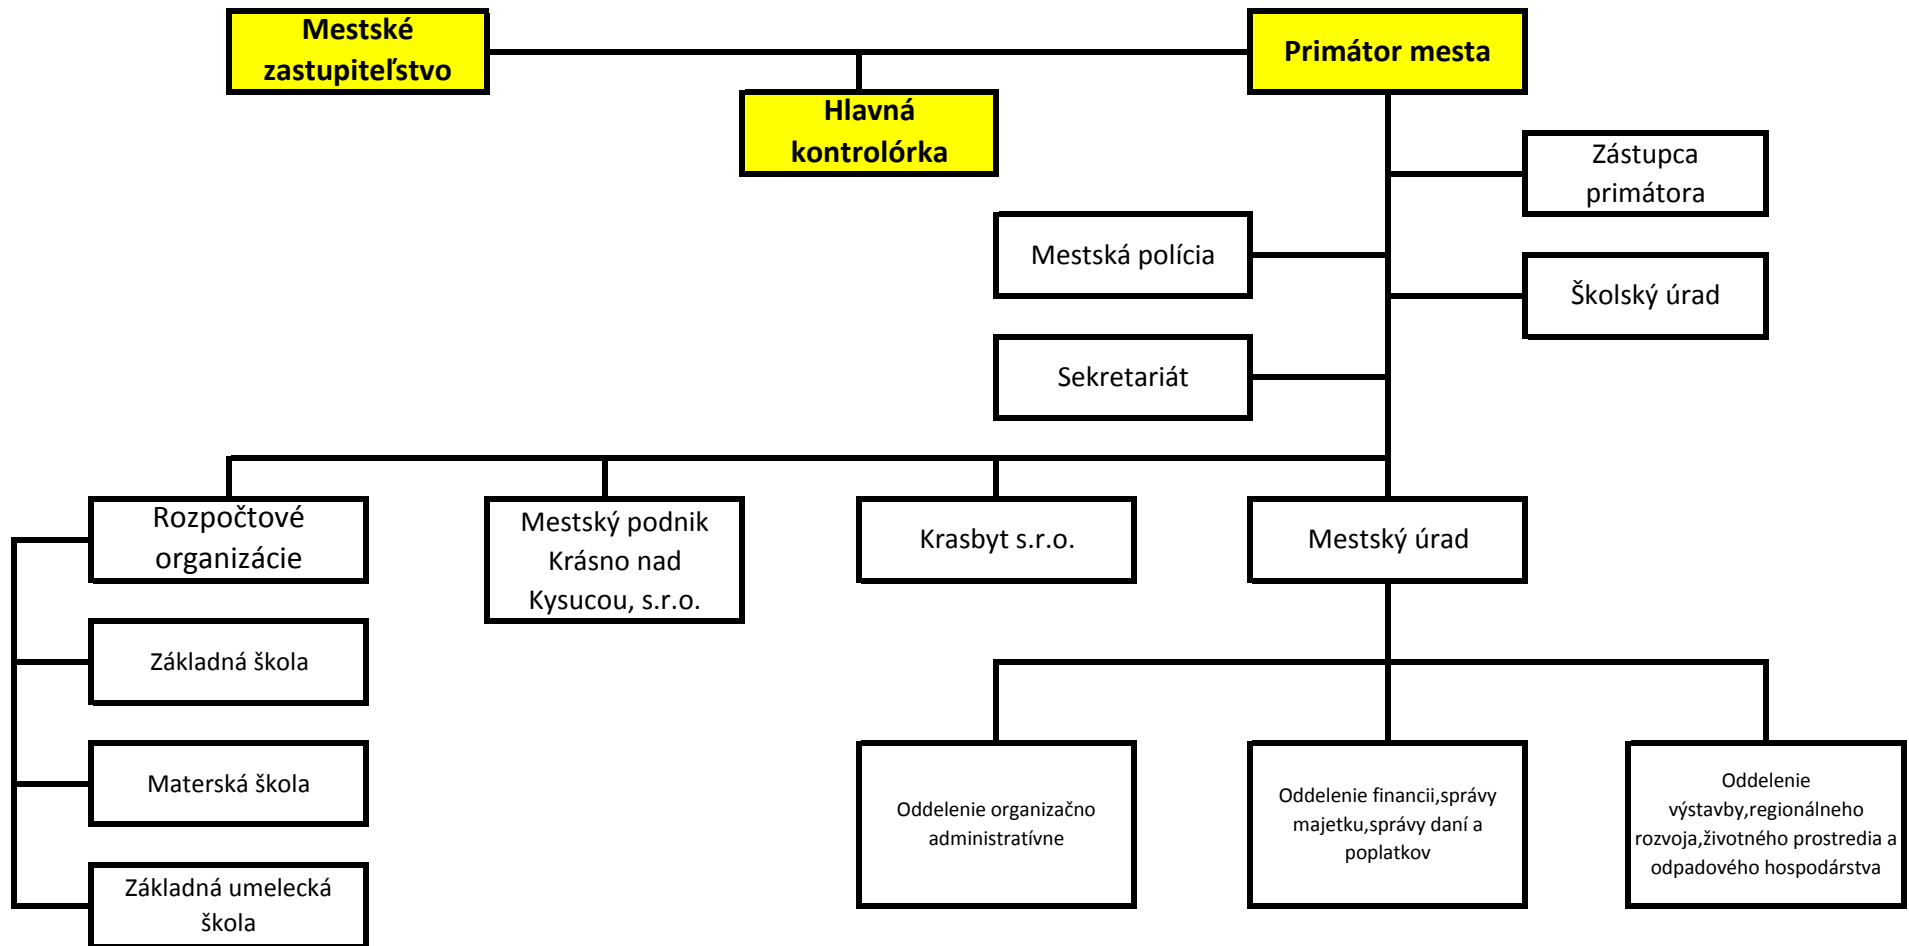 Mestské
zastupiteľstvo
Primátor mesta
Hlavná
kontrolórka
Zástupca
primátora
Mestská polícia
Školský úrad
Sekretariát
Rozpočtové
organizácie
Mestský podnik
Krásno nad
Kysucou, s.r.o.
Krasbyt s.r.o.
Mestský úrad
Základná škola
Materská škola
Základná umelecká
škola
Oddelenie organizačno
administratívne
Oddelenie financii,správy
majetku,správy daní a
poplatkov
Oddelenie
výstavby,regionálneho
rozvoja,životného prostredia a
odpadového hospodárstva